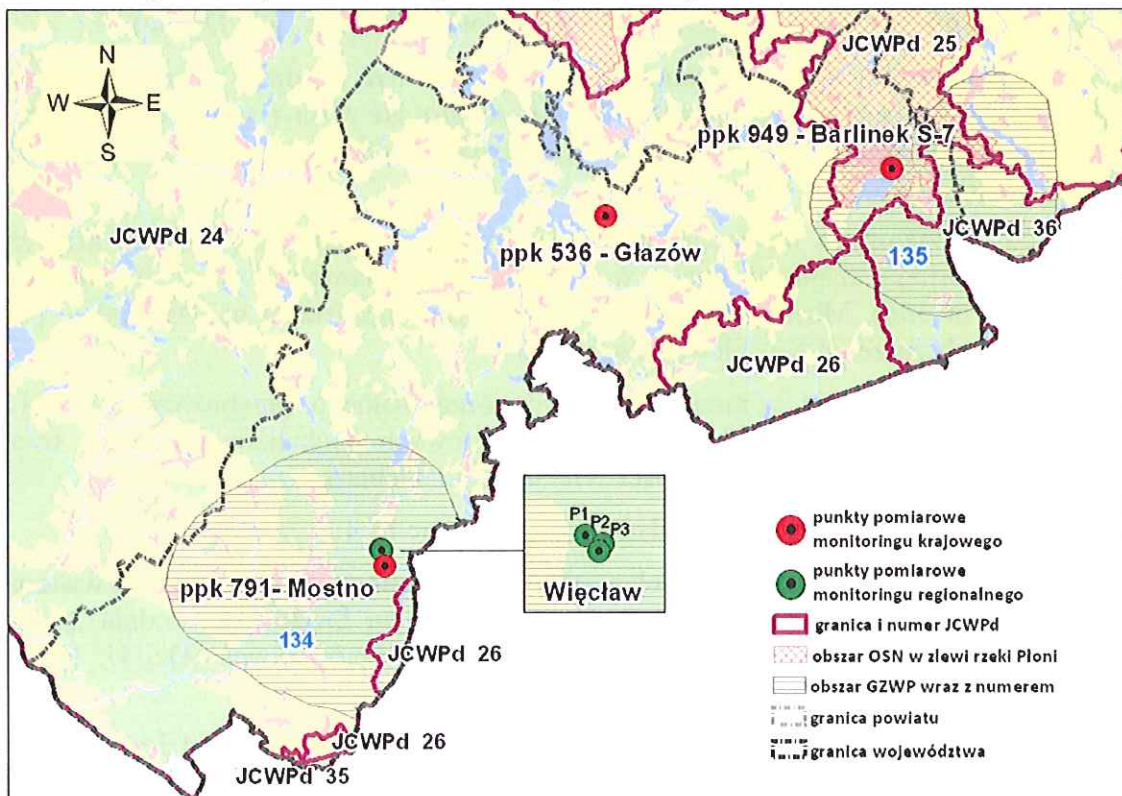 N
W E
S
JCWPd 25
ppk 949 - Barlinek S-7
JCWPd 24
ppk 536 - Głazów
JCWPd 36
135
JCWPd 26
P1
P2
P3
Więcław
ppk 791- Mostno
134
JCWPd 26
JCWPd 26
JCWPd 35
punkty pomiarowe
monitoringu krajowego
punkty pomiarowe
monitoringu regionalnego
granica i numer JCWPd
obszar OSN w zlewi rzeki Płoni
obszar GZWP wraz z numerem
granica powiatu
granica województwa